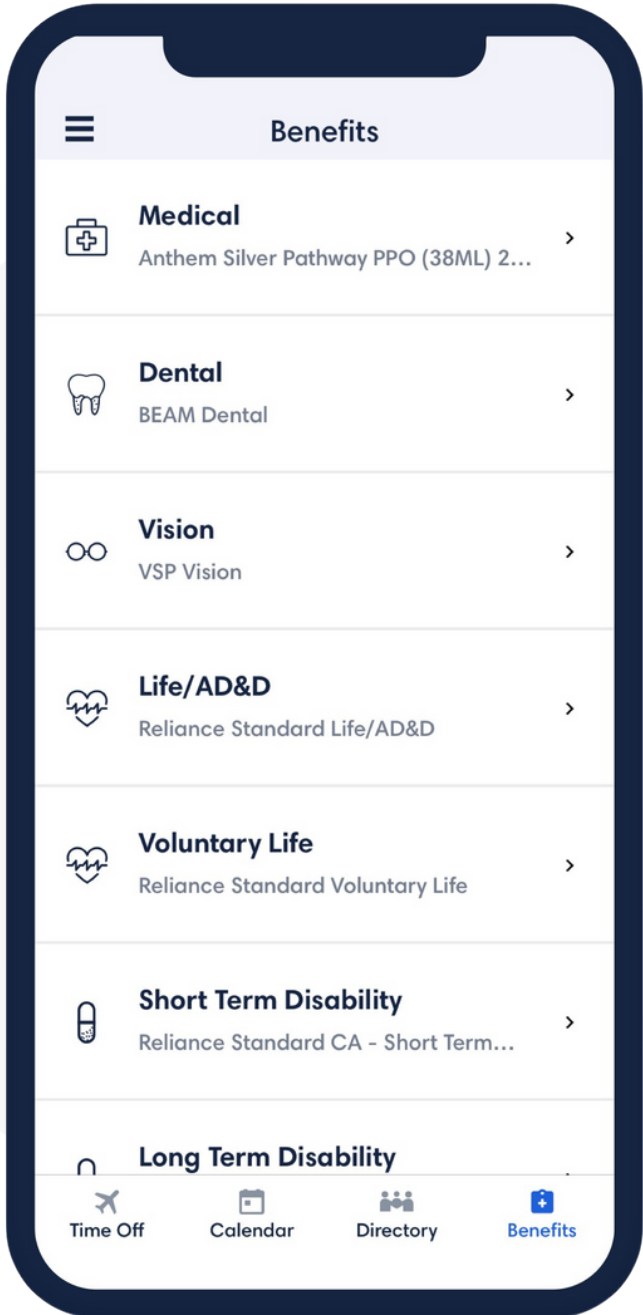 Benefits
Medical
Anthem Silver Pathway PPO (38ML) 2...
Dental
BEAM Dental
Vision
VSP Vision
Life/AD&D
Reliance Standard Life/AD&D
Voluntary Life
Reliance Standard Voluntary Life
Short Term Disability
Reliance Standard CA - Short Term...
Long Term Disability
Time Off Calendar Directory Benefits